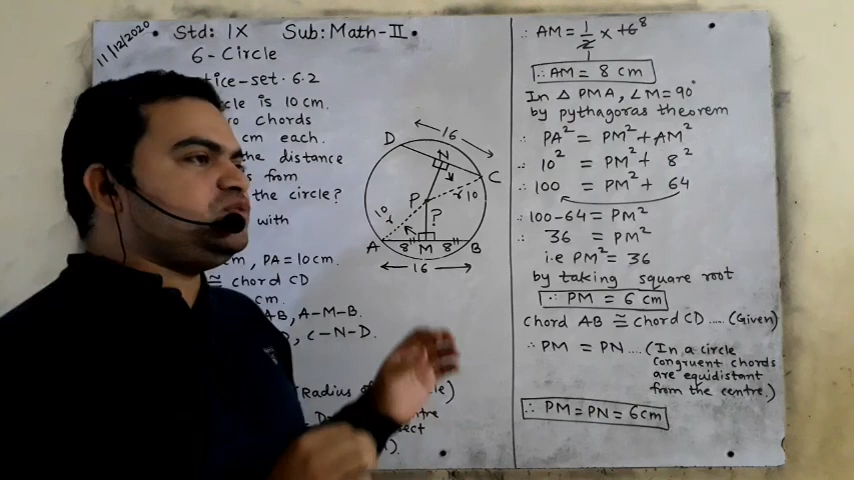 11/12/2020
Std: IX Sub: Math-II
6-Circle
tice-set. 6.2
cle is 10 cm.
Chords
cm each.
the distance
from
the circle?
with
cm, PA = 10 cm.
≅ chord CD
cm.
AB, A-M-B.
C-N-D.
(Radius of
D
16
N
C
P
r 10
10 r
?
A 8 M 8 B
16
∴ AM = 1/2 × 16 8
1
∴ AM = 8 cm
In △ PMA, ∠M = 90°
by pythagoras theorem
∴ PA² = PM² + AM²
∴ 10² = PM² + 8²
∴ 100 = PM² + 64
∴ 100-64 = PM²
∴ 36 = PM²
i.e PM² = 36
by taking square root
∴ PM = 6 cm
Chord AB ≅ Chord CD .... (Given)
∴ PM = PN .... (In a circle
congruent chords
are equidistant
from the centre.)
∴ PM = PN = 6cm